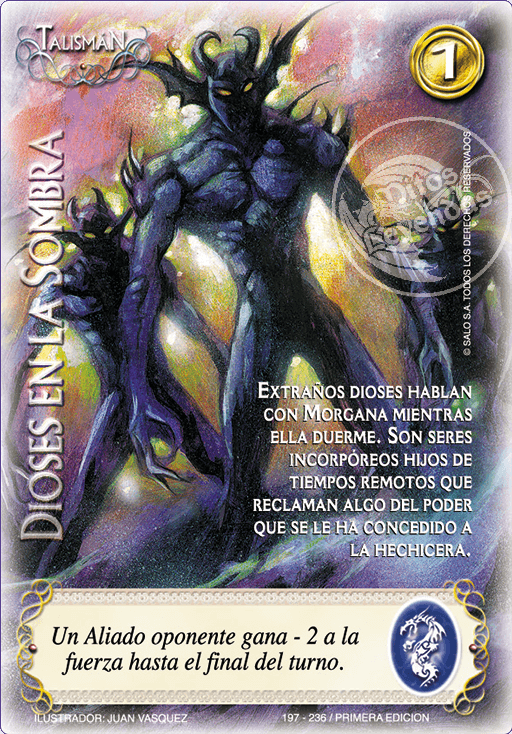 TALISMÁN
1
DIOSES EN LA SOMBRA
Mitos
Leyendas
© SALO S.A. TODOS LOS DERECHOS RESERVADOS
EXTRAÑOS DIOSES HABLAN
CON MORGANA MIENTRAS
ELLA DUERME. SON SERES
INCORPÓREOS HIJOS DE
TIEMPOS REMOTOS QUE
RECLAMAN ALGO DEL PODER
QUE SE LE HA CONCEDIDO A
LA HECHICERA.
Un Aliado oponente gana - 2 a la
fuerza hasta el final del turno.
ILUSTRADOR: JUAN VASQUEZ
197 - 236 / PRIMERA EDICION